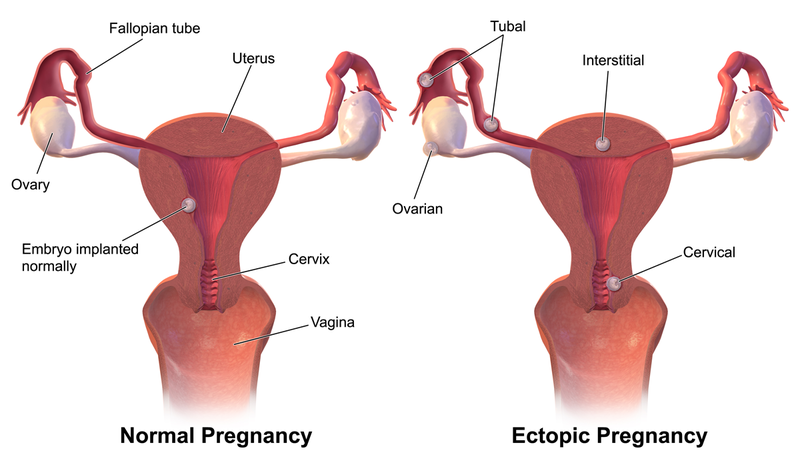 Fallopian tube
Uterus
Ovary
Embryo implanted
normally
Cervix
Vagina
Normal Pregnancy
Tubal
Interstitial
Ovarian
Cervical
Ectopic Pregnancy